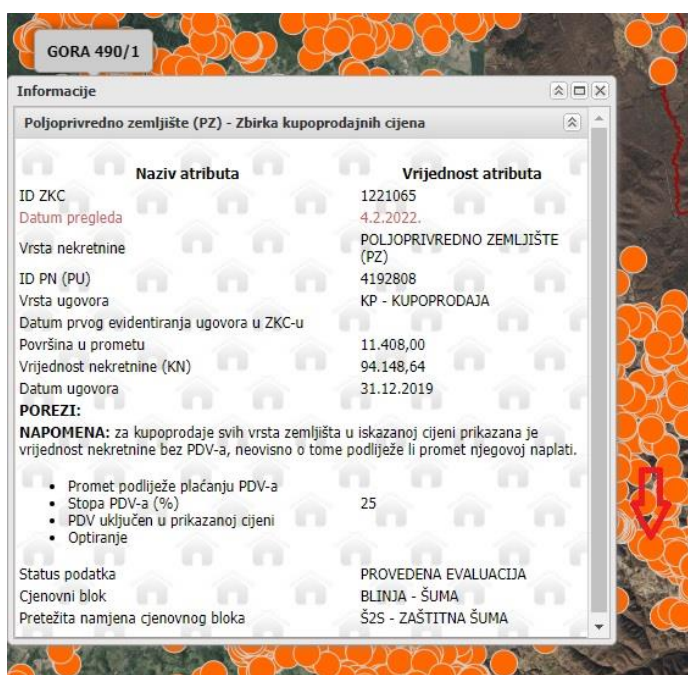 GORA 490/1
Informacije
Poljoprivredno zemljište (PZ) - Zbirka kupoprodajnih cijena
Naziv atributa Vrijednost atributa
ID ZKC 1221065
Datum pregleda 4.2.2022.
Vrsta nekretnine POLJOPRIVREDNO ZEMLJIŠTE
(PZ)
ID PN (PU) 4192808
Vrsta ugovora KP - KUPOPRODAJA
Datum prvog evidentiranja ugovora u ZKC-u
Površina u prometu 11.408,00
Vrijednost nekretnine (KN) 94.148,64
Datum ugovora 31.12.2019
POREZI:
NAPOMENA: za kupoprodaje svih vrsta zemljišta u iskazanoj cijeni prikazana je
vrijednost nekretnine bez PDV-a, neovisno o tome podliježe li promet njegovoj naplati.
• Promet podliježe plaćanju PDV-a
• Stopa PDV-a (%) 25
• PDV uključen u prikazanoj cijeni
• Optiranje
Status podatka PROVEDENA EVALUACIJA
Cjenovni blok BLINJA - ŠUMA
Pretežita namjena cjenovnog bloka Š2S - ZAŠTITNA ŠUMA